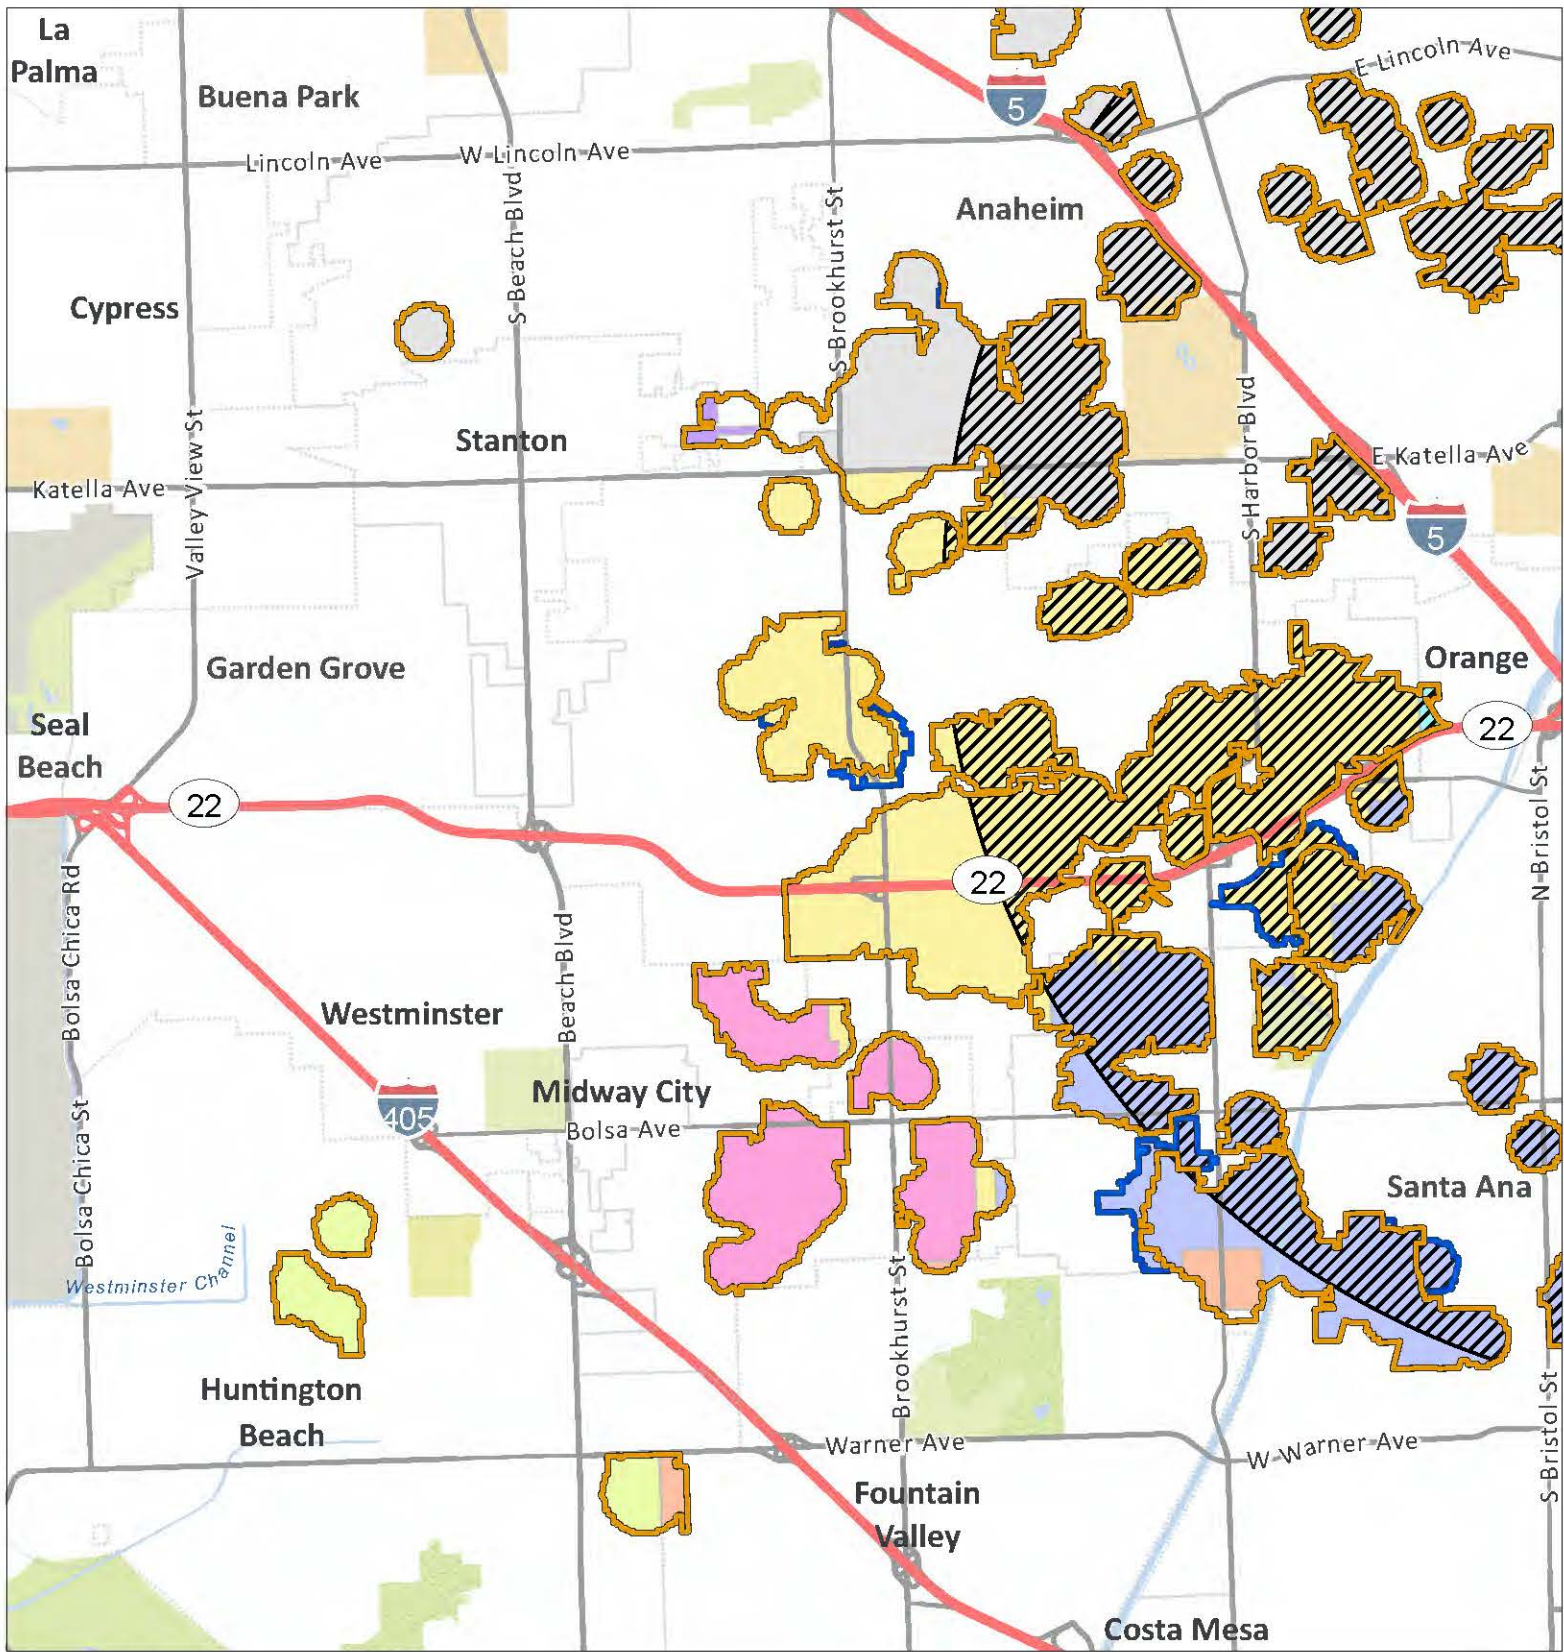 La
Palma
Buena Park
E Lincoln Ave
5
Lincoln Ave
W Lincoln Ave
S Beach Blvd
S Brookhurst St
Anaheim
Cypress
Valley View St
Stanton
S Harbor Blvd
Katella Ave
E Katella Ave
5
Garden Grove
Orange
Seal
Beach
22
22
22
N Bristol St
Bolsa Chica Rd
Beach Blvd
Westminster
405
Midway City
Bolsa Ave
Bolsa Chica St
Santa Ana
Westminster Channel
Brookhurst St
Huntington
Beach
Warner Ave
W Warner Ave
S Bristol St
Fountain
Valley
Costa Mesa